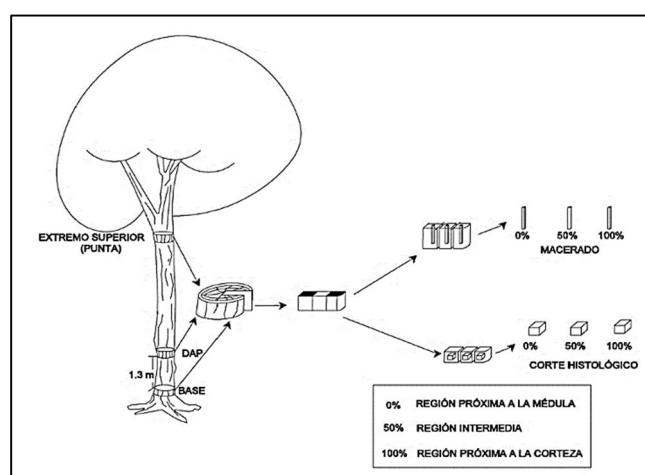 EXTREMO SUPERIOR
(PUNTA)
DAP
1.3 m
BASE
0% 50% 100%
MACERADO
0% 50% 100%
CORTE HISTOLÓGICO
0% REGIÓN PRÓXIMA A LA MÉDULA
50% REGIÓN INTERMEDIA
100% REGIÓN PRÓXIMA A LA CORTEZA